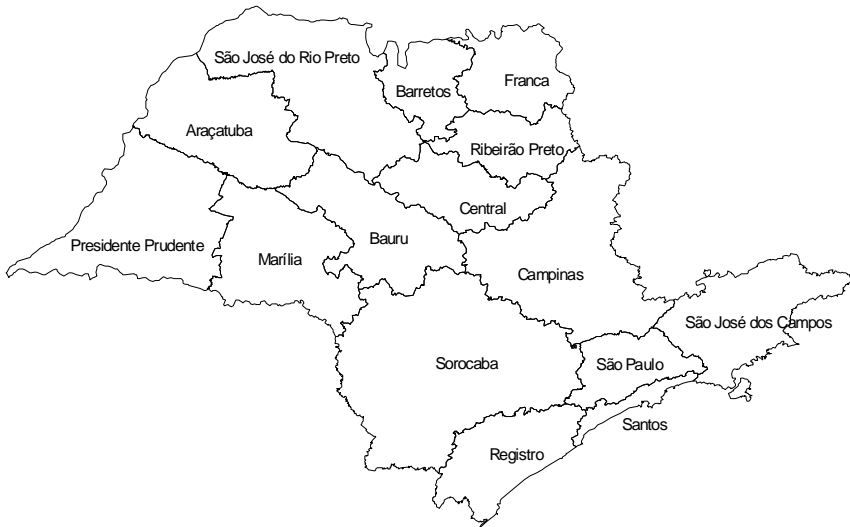 São José do Rio Preto
Franca
Barretos
Araçatuba
Ribeirão Preto
Central
Presidente Prudente
Marília
Bauru
Campinas
São José dos Campos
Sorocaba
São Paulo
Santos
Registro